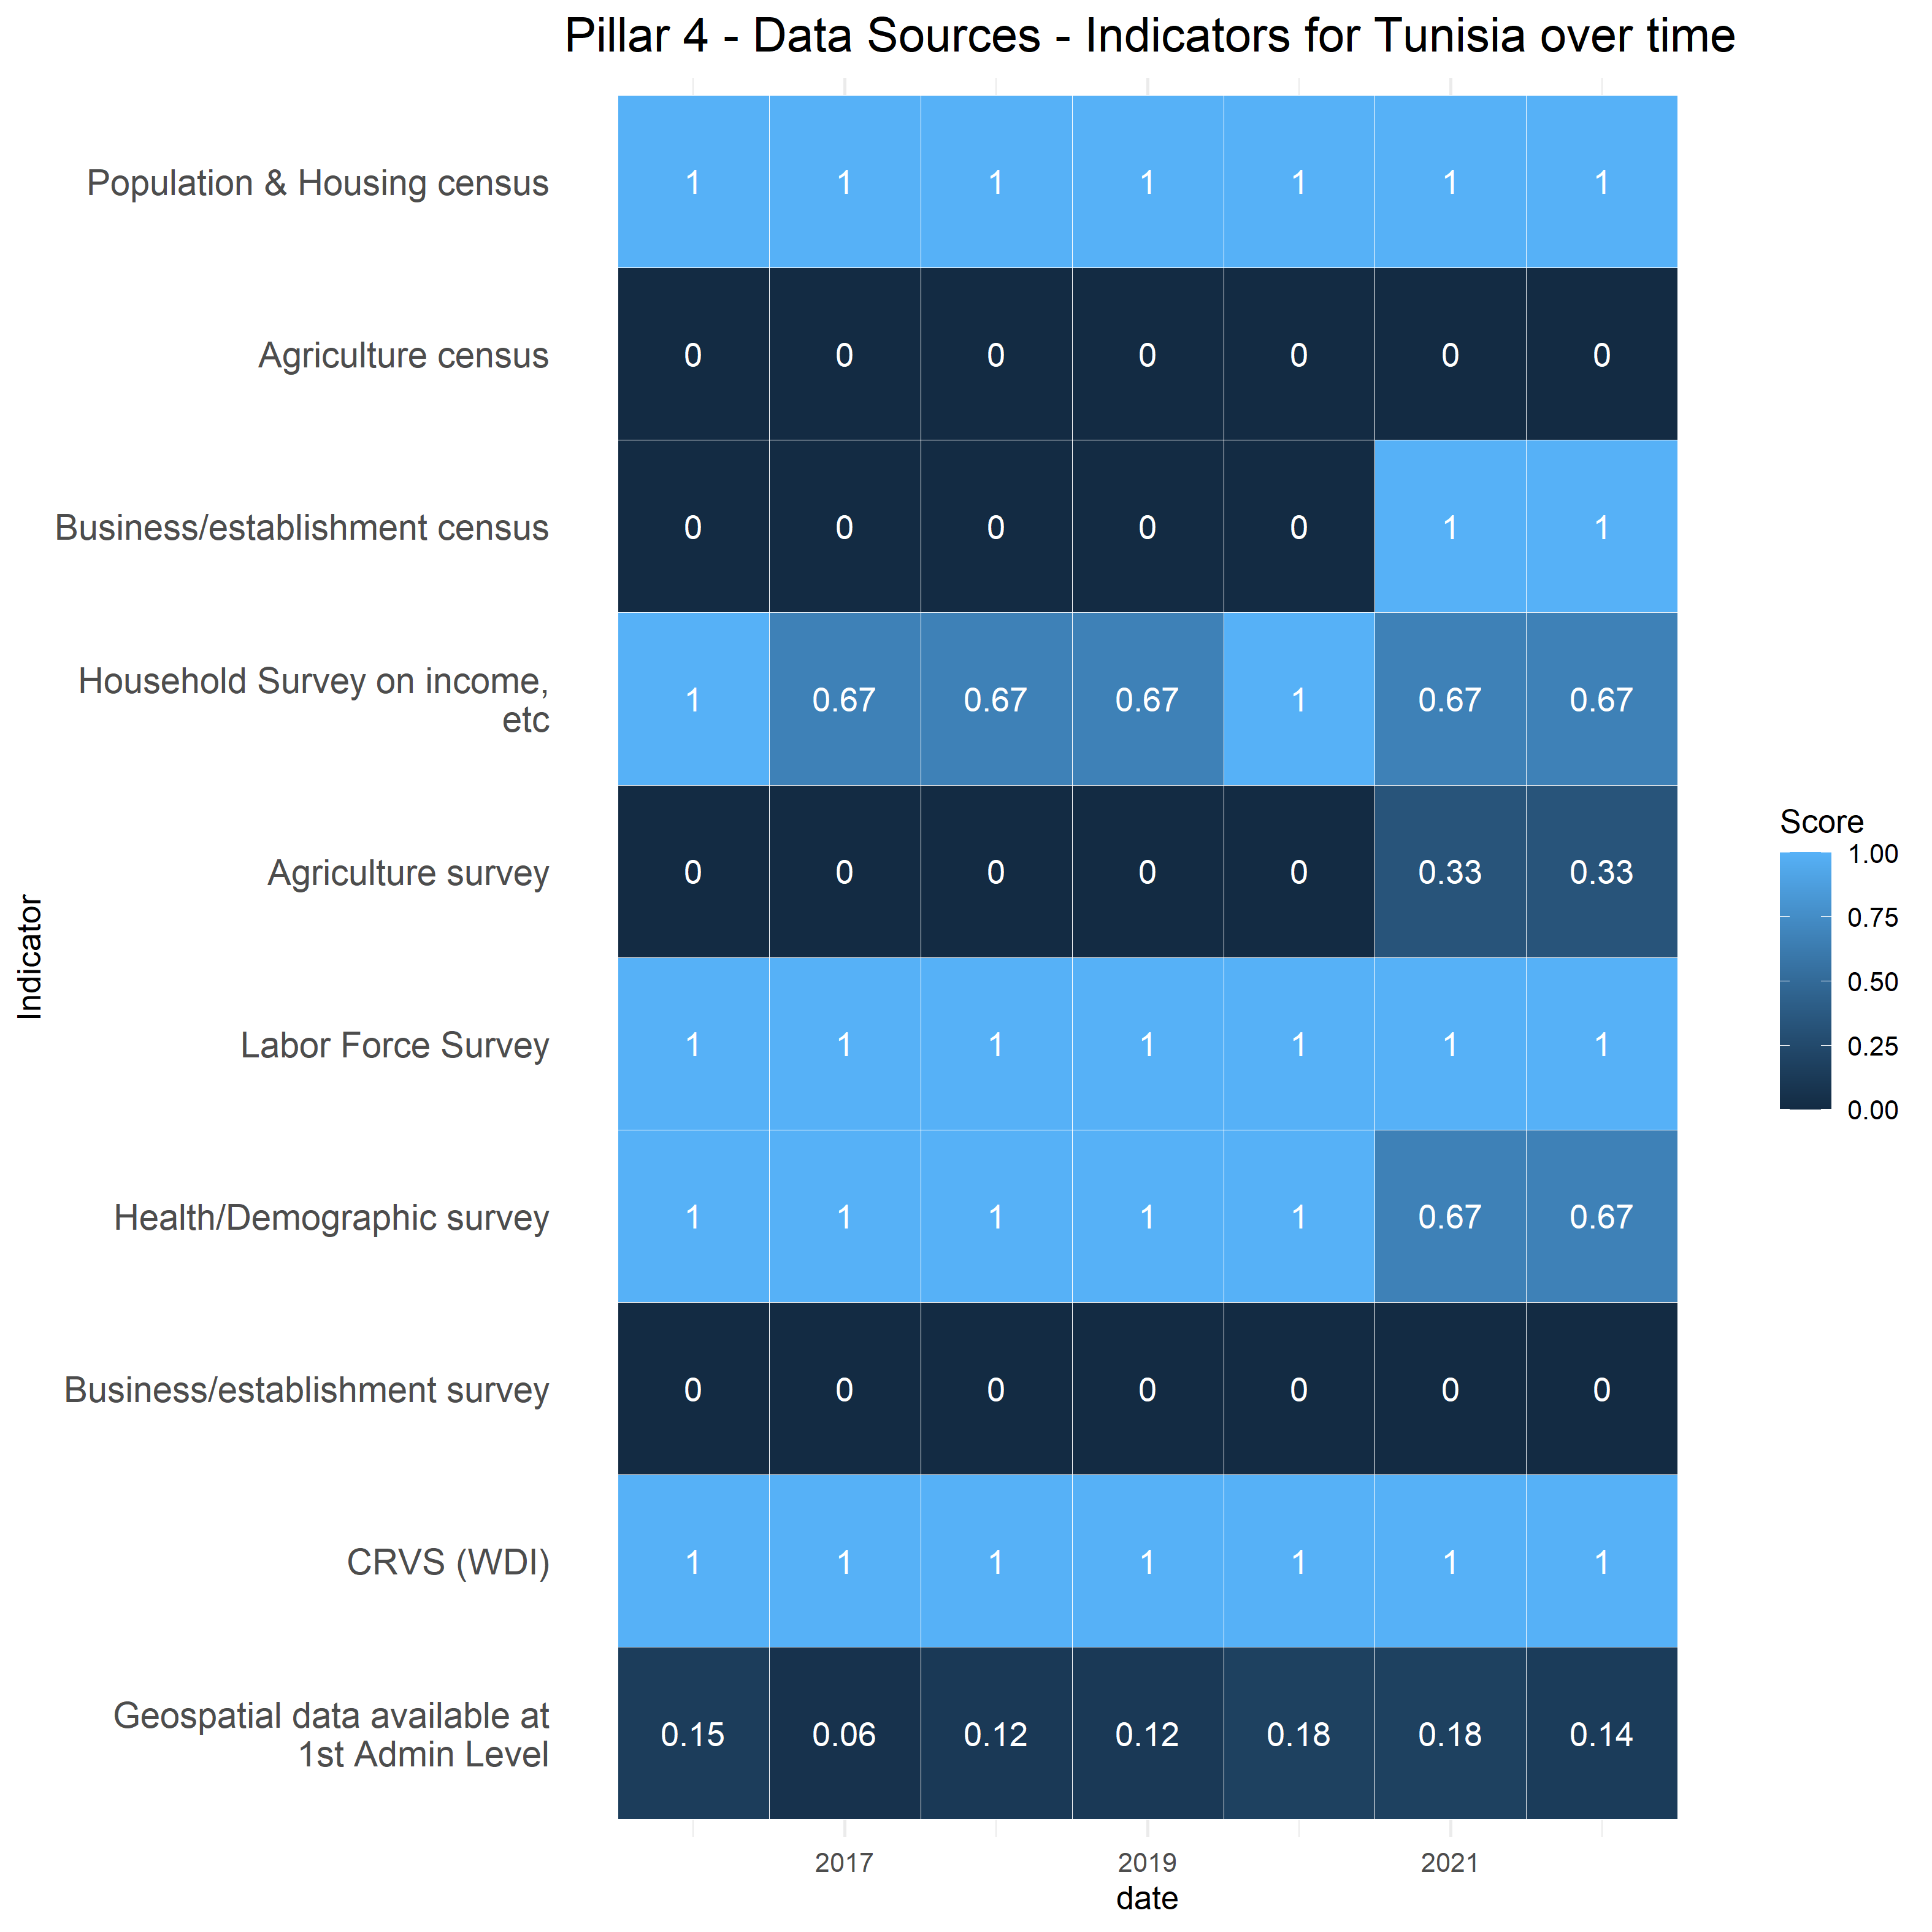 Pillar 4 - Data Sources - Indicators for Tunisia over time
Population & Housing census
1 1 1 1 1 1 1
Agriculture census
0 0 0 0 0 0 0
Business/establishment census
0 0 0 0 0 1 1
Household Survey on income,
etc
1 0.67 0.67 0.67 1 0.67 0.67
Agriculture survey
0 0 0 0 0 0.33 0.33
Labor Force Survey
1 1 1 1 1 1 1
Health/Demographic survey
1 1 1 1 1 0.67 0.67
Business/establishment survey
0 0 0 0 0 0 0
CRVS (WDI)
1 1 1 1 1 1 1
Geospatial data available at
1st Admin Level
0.15 0.06 0.12 0.12 0.18 0.18 0.14
2017 2019 2021
date
Indicator
Score
1.00
0.75
0.50
0.25
0.00